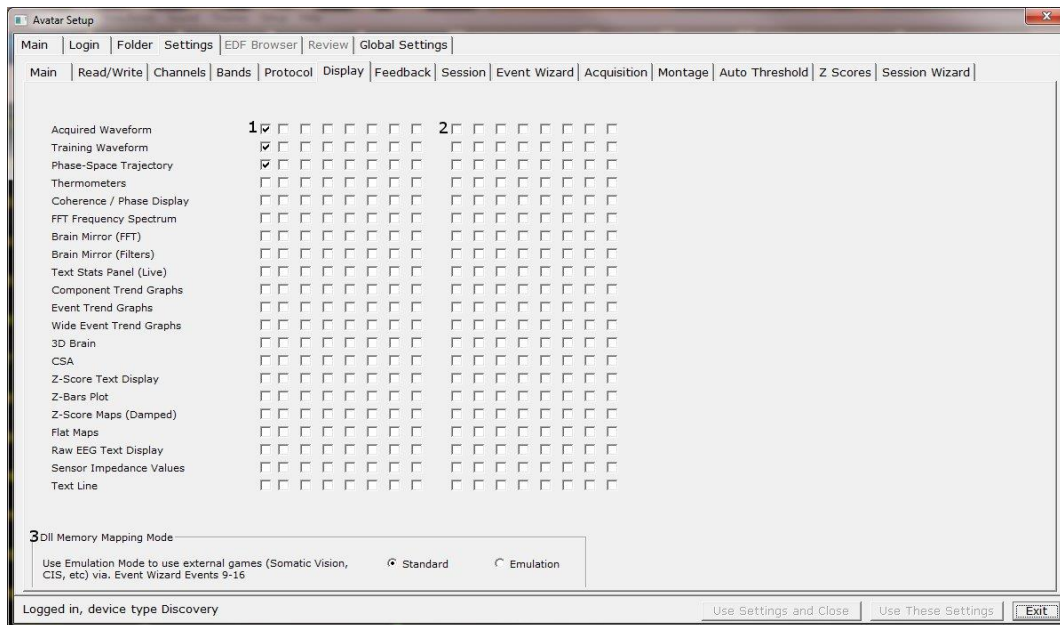 Avatar Setup
Main Login Folder Settings EDF Browser Review Global Settings
Main Read/Write Channels Bands Protocol Display Feedback Session Event Wizard Acquisition Montage Auto Threshold Z Scores Session Wizard
Acquired Waveform 1 2
Training Waveform
Phase-Space Trajectory
Thermometers
Coherence / Phase Display
FFT Frequency Spectrum
Brain Mirror (FFT)
Brain Mirror (Filters)
Text Stats Panel (Live)
Component Trend Graphs
Event Trend Graphs
Wide Event Trend Graphs
3D Brain
CSA
Z-Score Text Display
Z-Bars Plot
Z-Score Maps (Damped)
Flat Maps
Raw EEG Text Display
Sensor Impedance Values
Text Line
3 Dll Memory Mapping Mode
Use Emulation Mode to use external games (Somatic Vision, Standard Emulation
CIS, etc) via. Event Wizard Events 9-16
Logged in, device type Discovery Use Settings and Close Use These Settings Exit